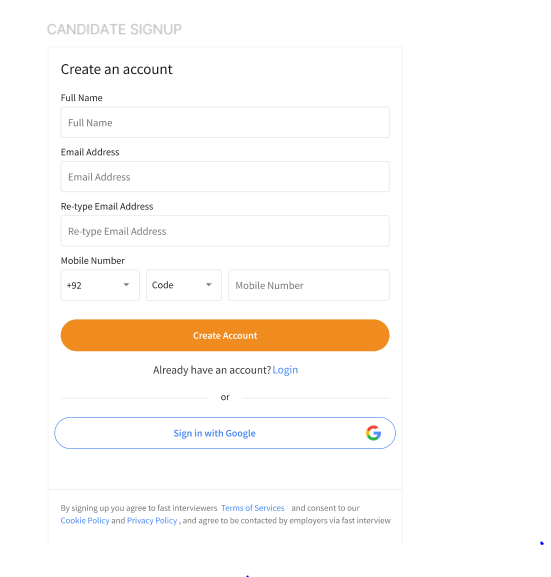 CANDIDATE SIGNUP
Create an account
Full Name
Full Name
Email Address
Email Address
Re-type Email Address
Re-type Email Address
Mobile Number
+92 Code Mobile Number
Create Account
Already have an account? Login
or
Sign in with Google
By signing up you agree to fast interviewers Terms of Services and consent to our
Cookie Policy and Privacy Policy , and agree to be contacted by employers via fast interview